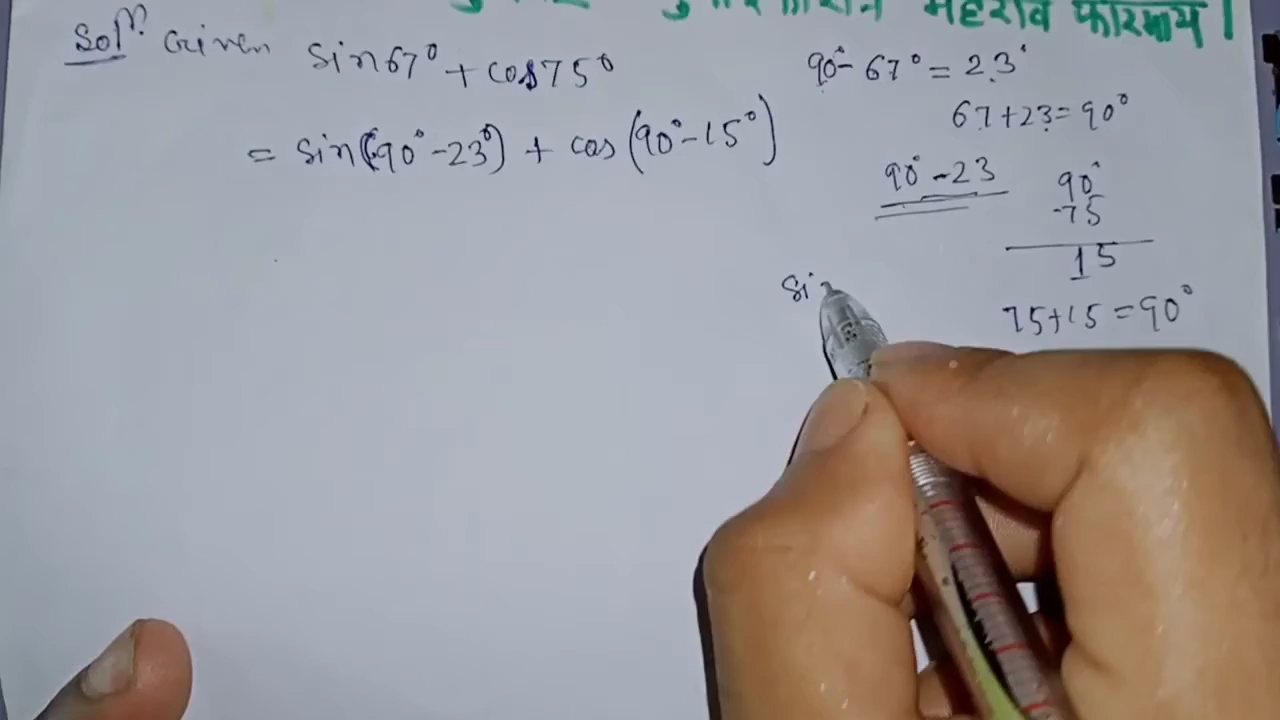 महत्त्व
Solⁿ. Given sin67° + cos75°
= sin(90° - 23°) + cos(90° - 15°)
90° - 67° = 23°
67 + 23 = 90°
90° - 23
90°
-75
15
75 + 15 = 90°
Si